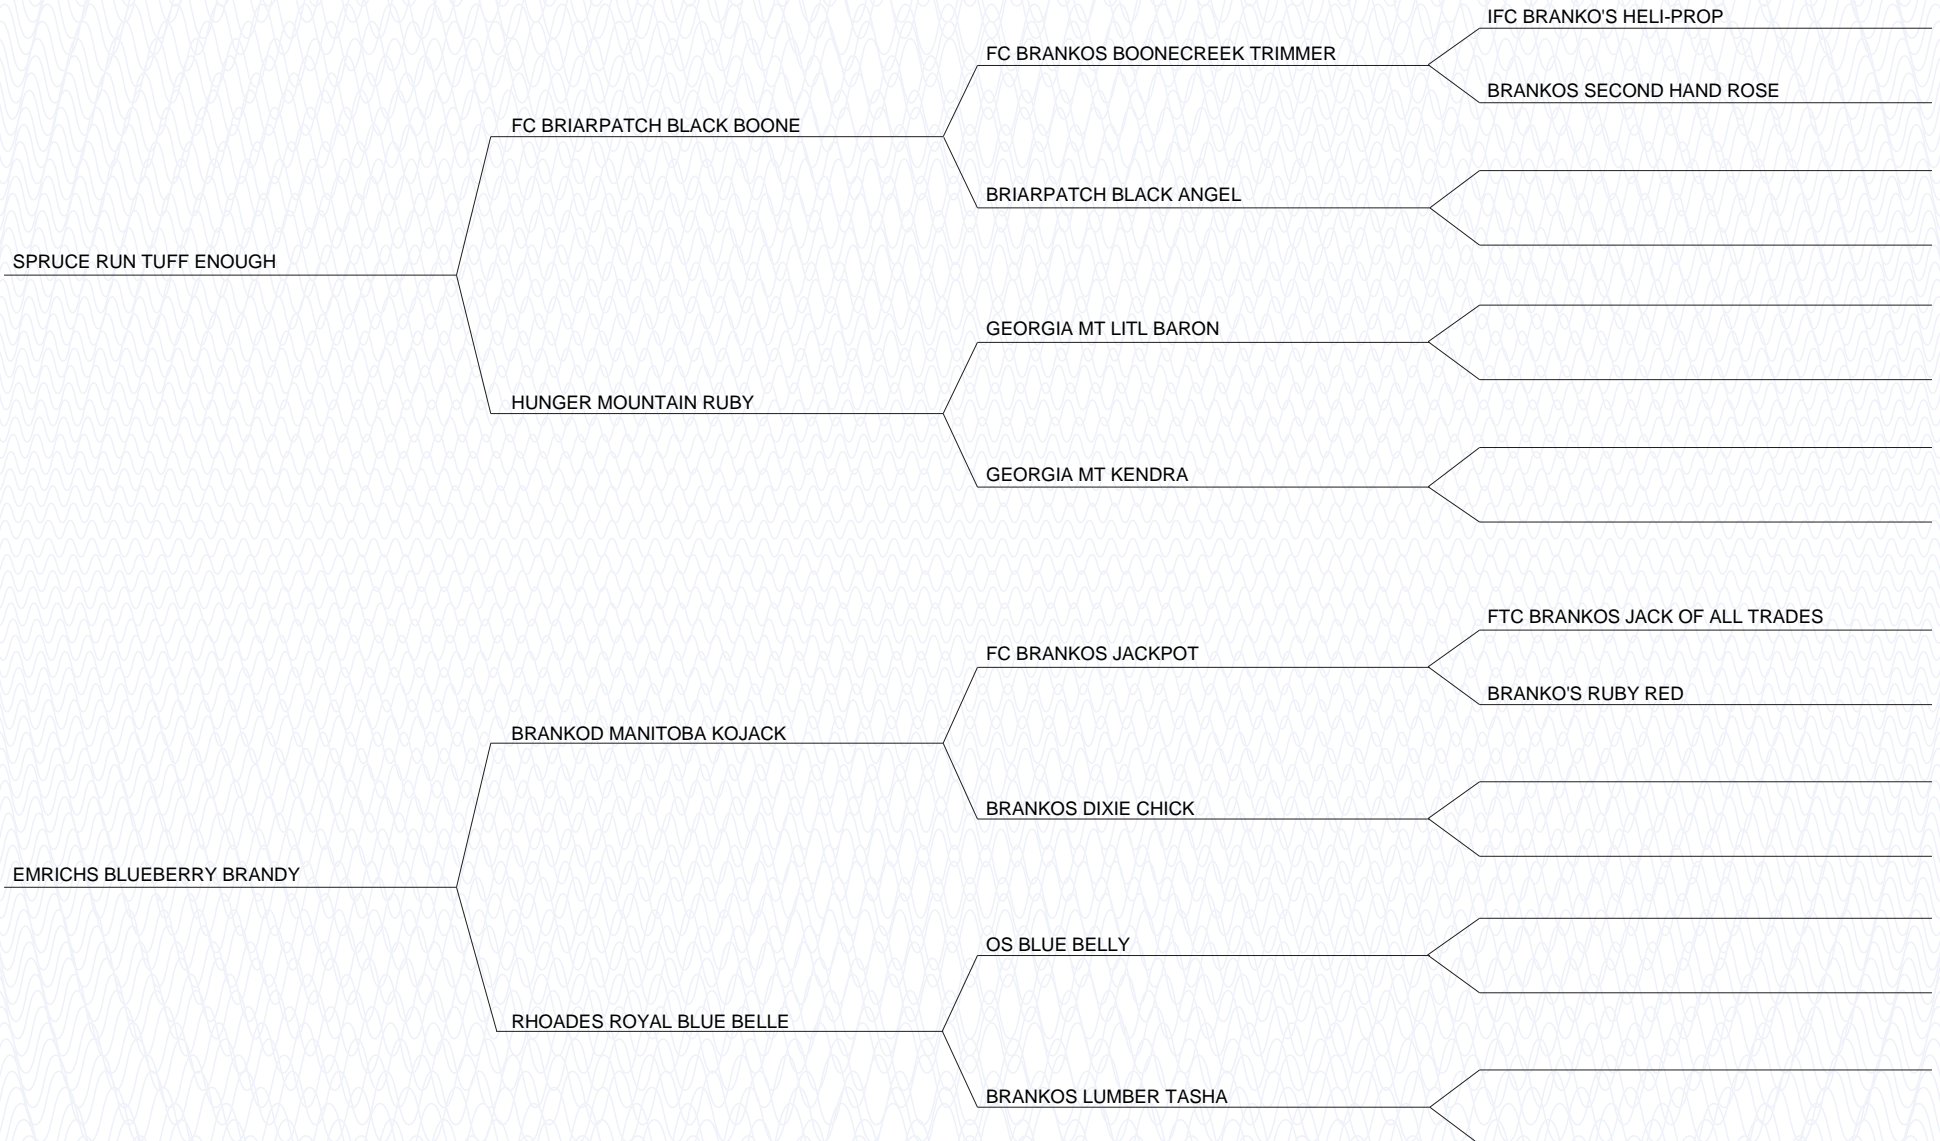 IFC BRANKO'S HELI-PROP
FC BRANKOS BOONECREEK TRIMMER
BRANKOS SECOND HAND ROSE
FC BRIARPATCH BLACK BOONE
BRIARPATCH BLACK ANGEL
SPRUCE RUN TUFF ENOUGH
GEORGIA MT LITL BARON
HUNGER MOUNTAIN RUBY
GEORGIA MT KENDRA
FTC BRANKOS JACK OF ALL TRADES
FC BRANKOS JACKPOT
BRANKO'S RUBY RED
BRANKOD MANITOBA KOJACK
BRANKOS DIXIE CHICK
EMRICHS BLUEBERRY BRANDY
OS BLUE BELLY
RHOADES ROYAL BLUE BELLE
BRANKOS LUMBER TASHA